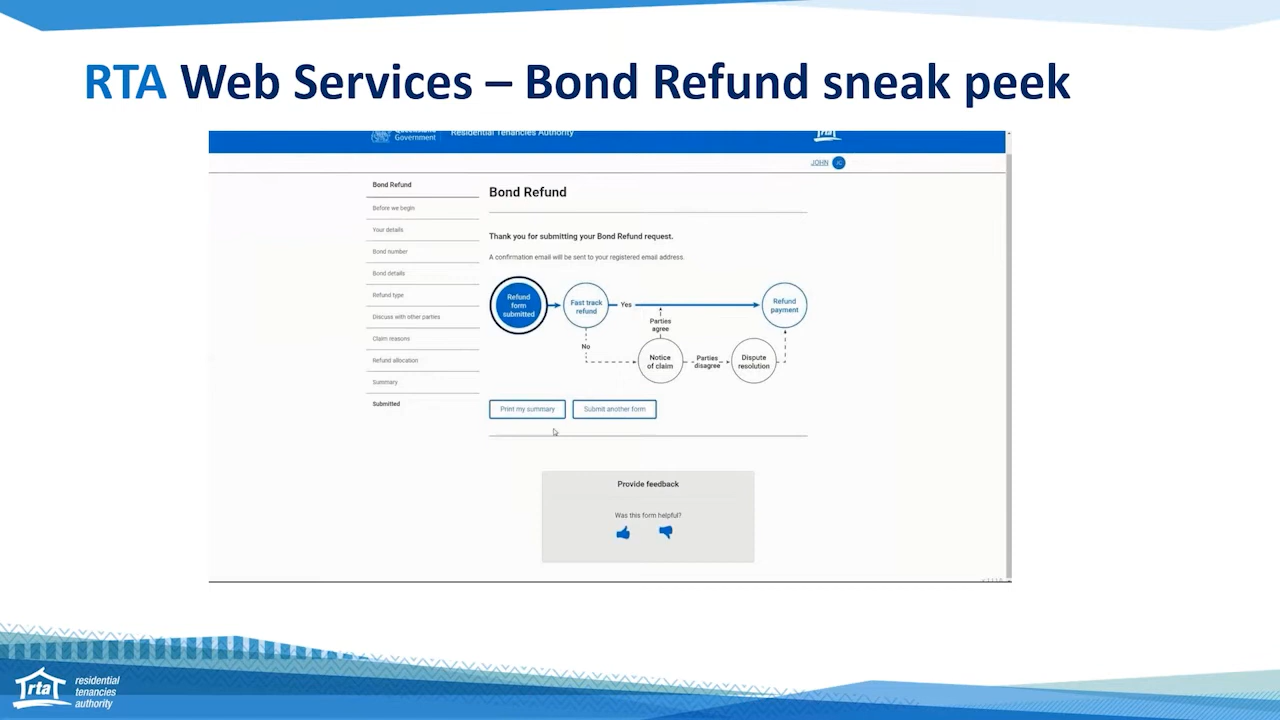 RTA Web Services – Bond Refund sneak peek
Queensland
Government
Residential Tenancies Authority
rta
JOHN
JC
Bond Refund
Before we begin
Your details
Bond number
Bond details
Refund type
Discuss with other parties
Claim reasons
Refund allocation
Summary
Submitted
Bond Refund
Thank you for submitting your Bond Refund request.
A confirmation email will be sent to your registered email address.
Refund
form
submitted
Fast track
refund
Yes
Refund
payment
Parties
agree
No
Notice
of claim
Parties
disagree
Dispute
resolution
Print my summary
Submit another form
Provide feedback
Was this form helpful?
rta
residential
tenancies
authority